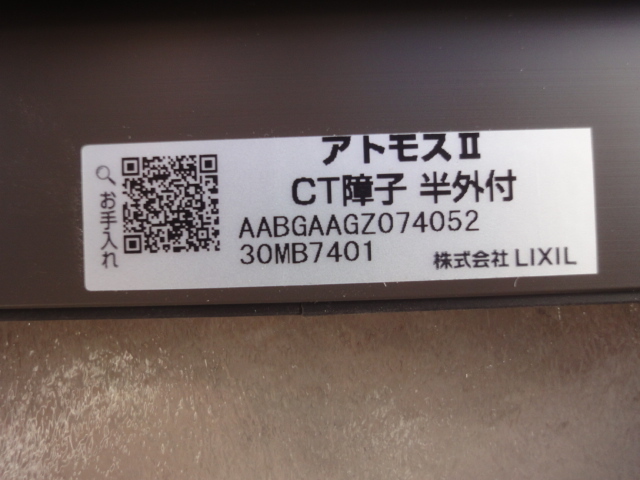 アトモスⅡ
CT障子 半外付
AABGAAGZ074052
30MB7401
株式会社 LIXIL
お手入れ